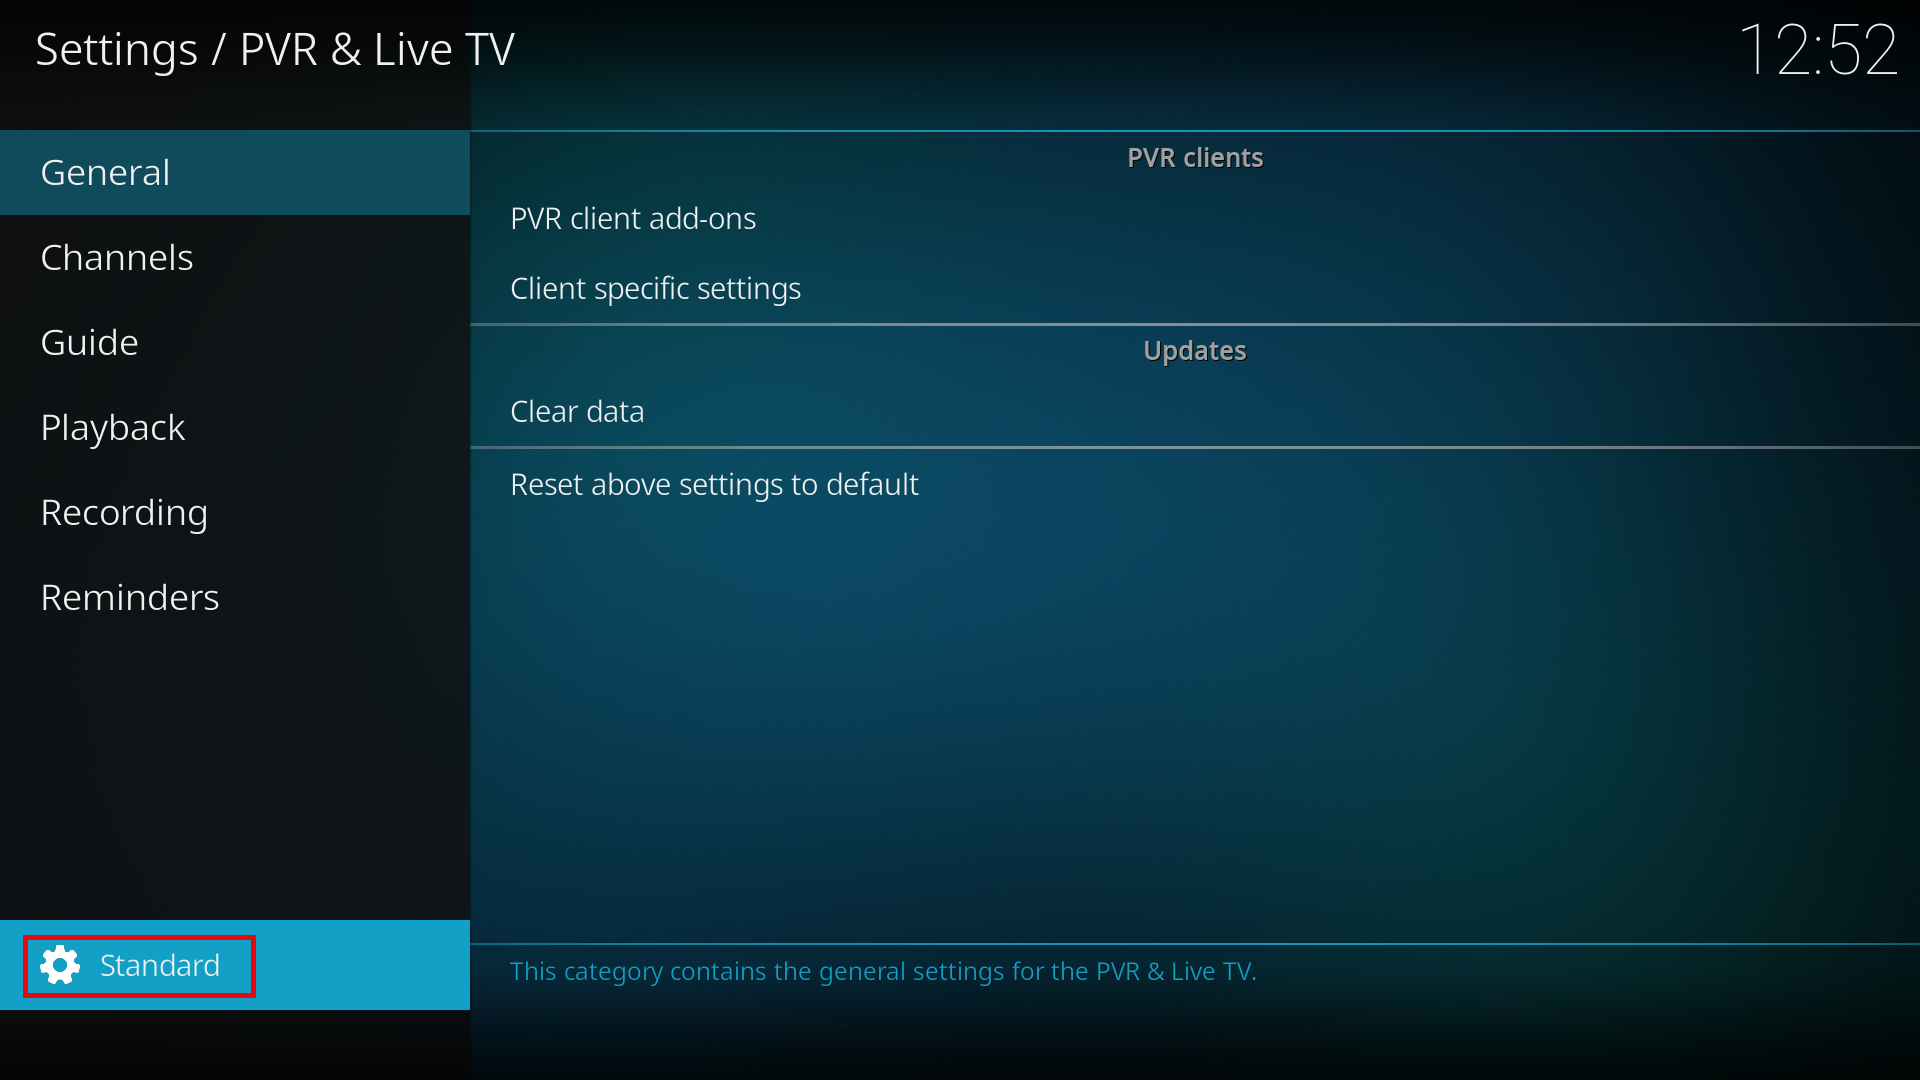 Settings / PVR & Live TV
12:52
General
Channels
Guide
Playback
Recording
Reminders
Standard
PVR clients
PVR client add-ons
Client specific settings
Updates
Clear data
Reset above settings to default
This category contains the general settings for the PVR & Live TV.